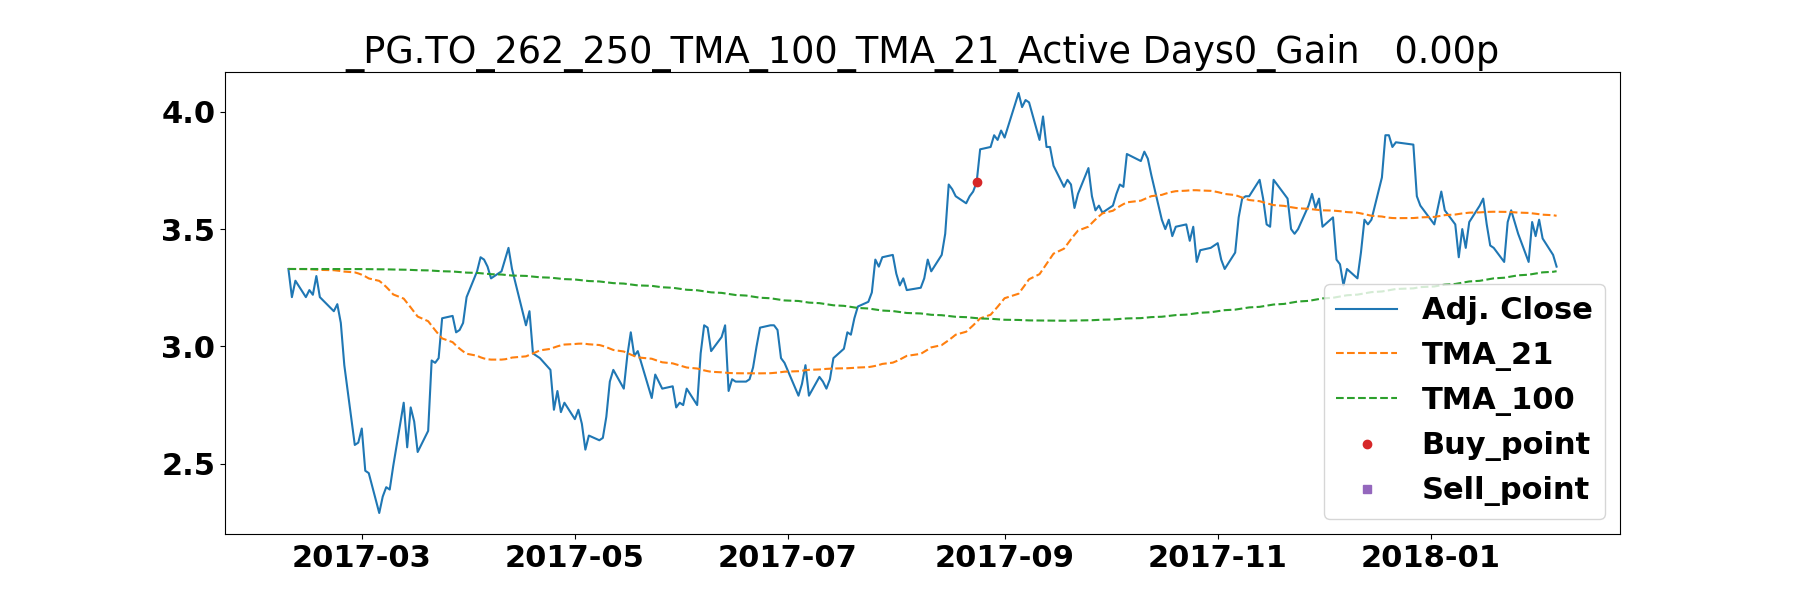 _PG.TO_262_250_TMA_100_TMA_21_Active Days0_Gain   0.00p
4.0
3.5
3.0
2.5
2017-03 2017-05 2017-07 2017-09 2017-11 2018-01
Adj. Close
TMA_21
TMA_100
Buy_point
Sell_point